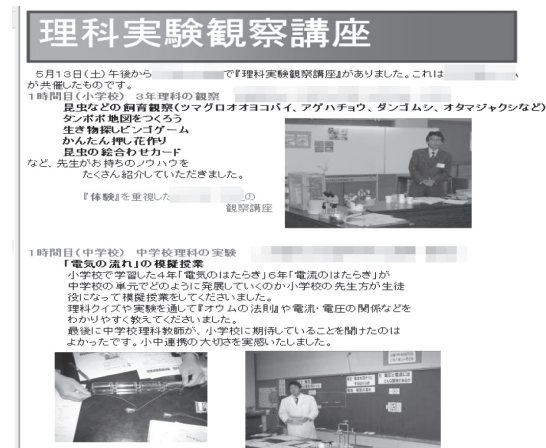 理科実験観察講座
5月13日(土)午後から で『理科実験観察講座』がありました。これは
が共催したものです。
1時間目(小学校) 3年理科の観察
昆虫などの飼育観察(ツマグロオオヨコバイ、アゲハチョウ、ダンゴムシ、オタマジャクシなど)
タンポポ地図をつくろう
生き物探しビンゴゲーム
かんたん押し花作り
昆虫の絵合わせカード
など、先生がお持ちのノウハウを
たくさん紹介していただきました。
『体験』を重視した の
観察講座
1時間目(中学校) 中学校理科の実験
「電気の流れ」の模擬授業
小学校で学習した4年「電気のはたらき」6年「電流のはたらき」が
中学校の単元でどのように発展していくのか小学校の先生方が生徒
役になって模擬授業をしてくださいました。
理科クイズや実験を通して『オウムの法則』や電流・電圧の関係などを
わかりやすく教えてくださいました。
最後に中学校理科教師が、小学校に期待していることを聞けたのは
よかったです。小中連携の大切さを実感いたしました。